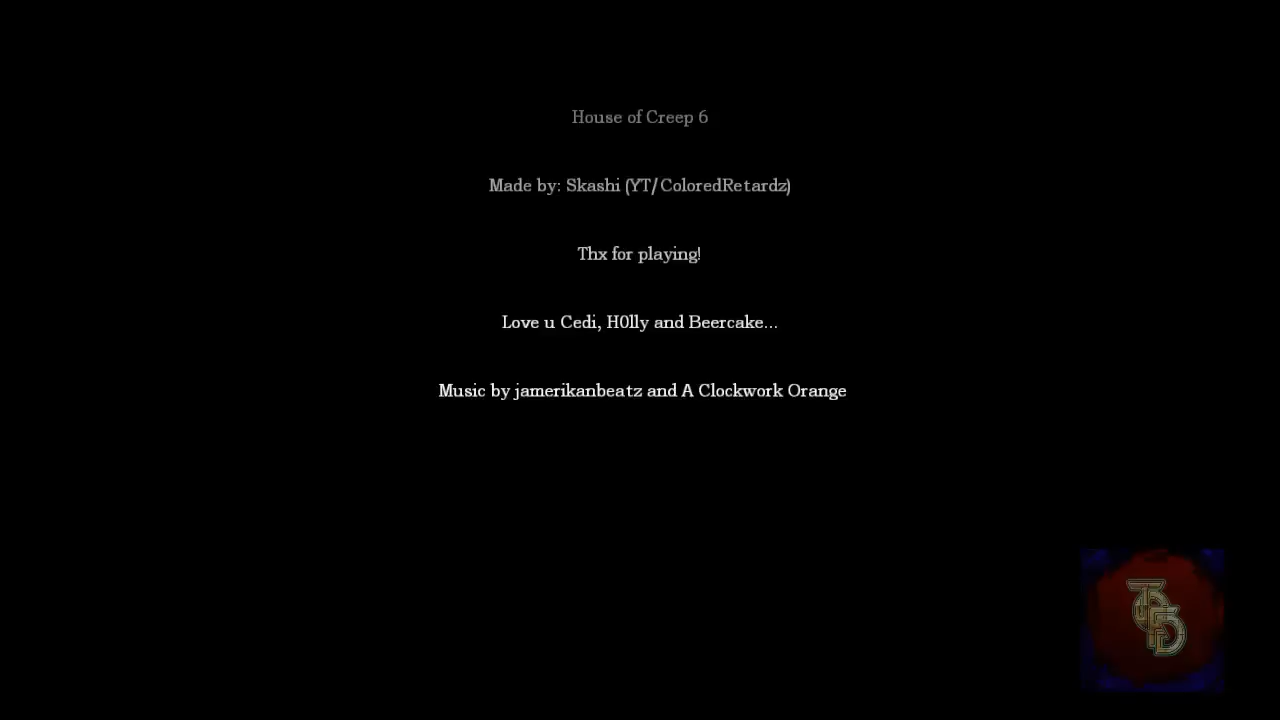 House of Creep 6
Made by: Skashi (YT/ColoredRetardz)
Thx for playing!
Love u Cedi, H0lly and Beercake...
Music by jamerikanbeatz and A Clockwork Orange